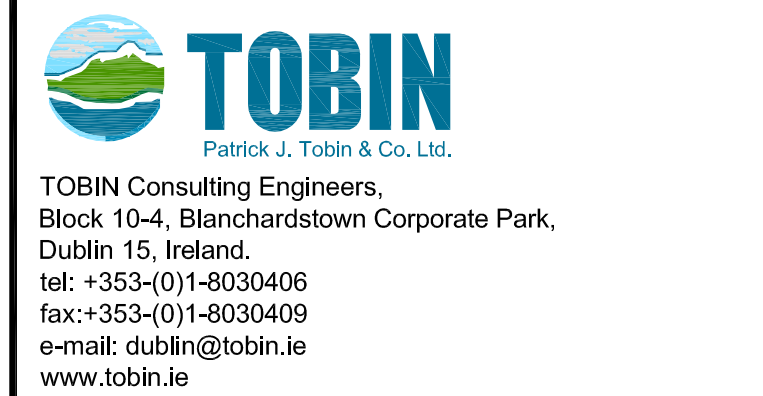 TOBIN
Patrick J. Tobin & Co. Ltd.
TOBIN Consulting Engineers,
Block 10-4, Blanchardstown Corporate Park,
Dublin 15, Ireland.
tel: +353-(0)1-8030406
fax:+353-(0)1-8030409
e-mail: dublin@tobin.ie
www.tobin.ie